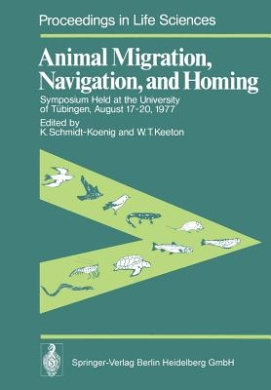 Proceedings in Life Sciences
Animal Migration,
Navigation, and Homing
Symposium Held at the University
of Tübingen, August 17-20, 1977
Edited by
K.Schmidt-Koenig and W.T.Keeton
Springer-Verlag Berlin Heidelberg GmbH